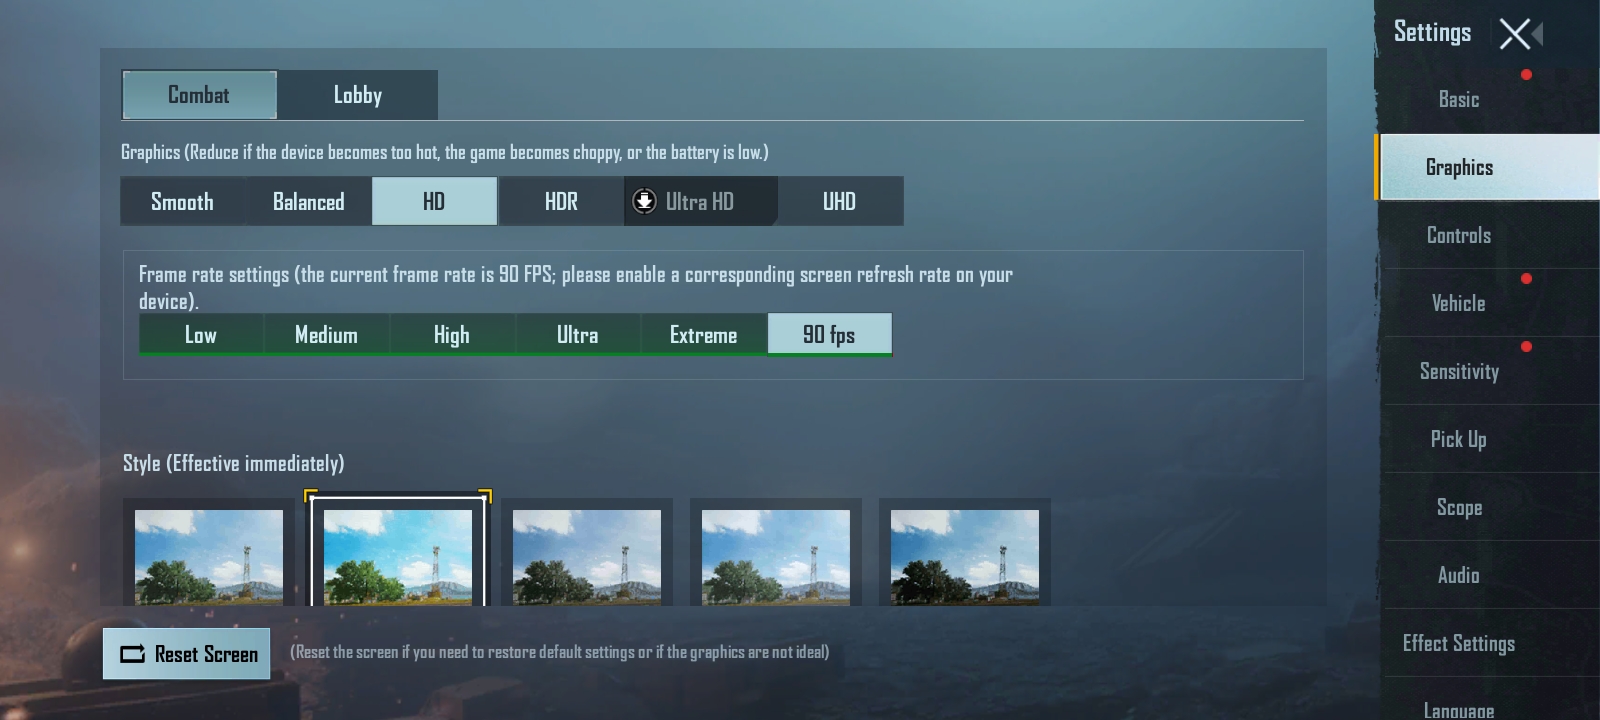 Settings
Combat
Lobby
Graphics (Reduce if the device becomes too hot, the game becomes choppy, or the battery is low.)
Smooth
Balanced
HD
HDR
Ultra HD
UHD
Frame rate settings (the current frame rate is 90 FPS; please enable a corresponding screen refresh rate on your
device).
Low
Medium
High
Ultra
Extreme
90 fps
Style (Effective immediately)
Reset Screen
(Reset the screen if you need to restore default settings or if the graphics are not ideal)
Basic
Graphics
Controls
Vehicle
Sensitivity
Pick Up
Scope
Audio
Effect Settings
Language